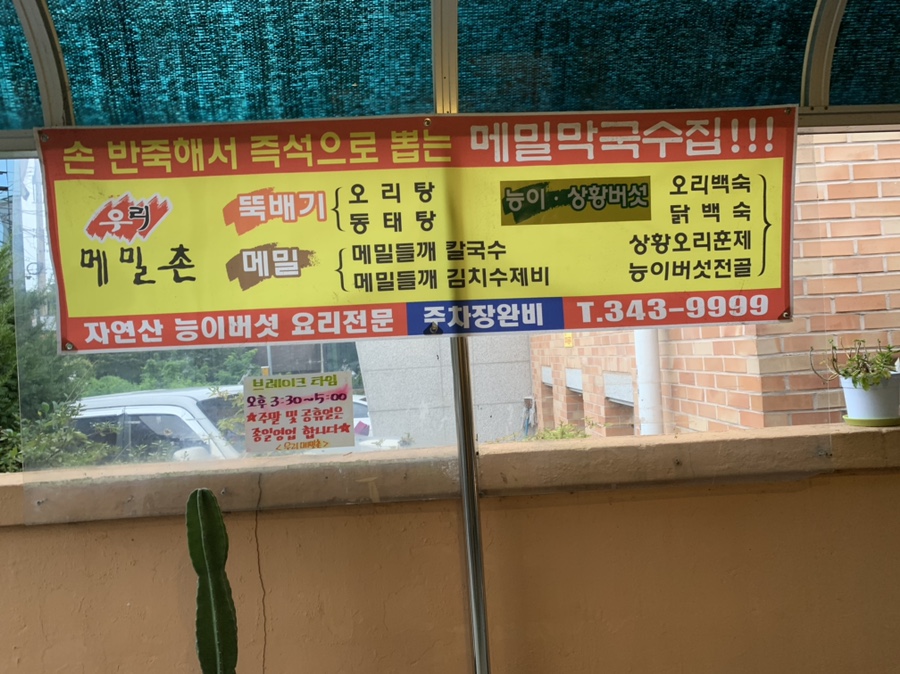 손 반죽해서 즉석으로 뽑는 메밀막국수집!!!
우리
메밀촌
뚝배기
오리탕
동태탕
메밀
메밀들깨 칼국수
메밀들깨 김치수제비
능이·상황버섯
오리백숙
닭백숙
상황오리훈제
능이버섯전골
자연산 능이버섯 요리전문
주차장완비
T.343-9999
브레이크 타임
오후 3:30~5:00
★주말 및 공휴일은
종일영업 합니다★
<우리메밀촌>